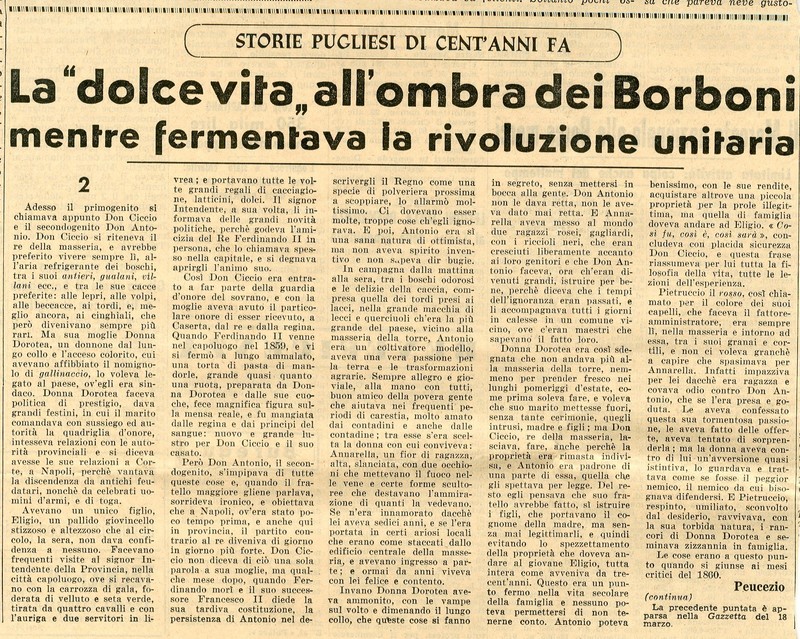 STORIE PUGLIESI DI CENT'ANNI FA
La "dolce vita„ all'ombra dei Borboni
mentre fermentava la rivoluzione unitaria
2
Adesso il primogenito si
chiamava appunto Don Ciccio
e il secondogenito Don Anto-
nio. Don Ciccio si riteneva il
re della masseria, e avrebbe
preferito vivere sempre lì, al-
l'aria refrigerante dei boschi,
tra i suoi antieri, gualani, vil-
lani ecc., e tra le sue cacce
preferite: alle lepri, alle volpi,
alle beccacce, ai tordi, e, me-
glio ancora, ai cinghiali, che
però divenivano sempre più
rari. Ma sua moglie Donna
Dorotea, un donnone dal lun-
go collo e l'acceso colorito, cui
avevano affibbiato il nomigno-
lo di gallinaccio, lo voleva le-
gato al paese, ov'egli era sin-
daco. Donna Dorotea faceva
politica di prestigio, dava
grandi festini, in cui il marito
comandava con sussiego ed au-
torità la quadriglia d'onore,
intesseva relazioni con le auto-
rità provinciali e si diceva
avesse le sue relazioni a Cor-
te, a Napoli, perchè vantava
la discendenza da antichi feu-
datari, nonchè da celebrati uo-
mini d'armi, e di toga.
Avevano un unico figlio,
Eligio, un pallido giovincello
stizzoso e altezzoso che al cir-
colo, la sera, non dava confi-
denza a nessuno. Facevano
frequenti visite al signor In-
tendente della Provincia, nella
città capoluogo, ove si recava-
no con la carrozza di gala, fo-
derata di velluto e seta verde,
tirata da quattro cavalli e con
l'auriga e due servitori in li-
vrea; e portavano tutte le vol-
te grandi regali di cacciagio-
ne, latticini, dolci. Il signor
Intendente, a sua volta, li in-
formava delle grandi novità
politiche, perchè godeva l'ami-
cizia del Re Ferdinando II in
persona, che lo chiamava spes-
so nella capitale, e si degnava
aprirgli l'animo suo.
Così Don Ciccio era entrato
a far parte della guardia
d'onore del sovrano, e con la
moglie aveva avuto il partico-
lare onore di esser ricevuto, a
Caserta, dal re e dalla regina.
Quando Ferdinando II venne
nel capoluogo nel 1859, e vi
si fermò a lungo ammalato,
una torta di pasta di man-
dorle, grande quasi quanto
una ruota, preparata da Don-
na Dorotea e dalle sue cuo-
che, fece magnifica figura sul-
la mensa reale, e fu mangiata
dalla regina e dai principi del
sangue: nuovo e grande lu-
stro per Don Ciccio e il suo
casato.
Però Don Antonio, il secon-
dogenito, s'impipava di tutte
queste cose e, quando il fra-
tello maggiore gliene parlava,
sorrideva ironico, e obiettava
che a Napoli, ov'era stato po-
co tempo prima, e anche qui
in provincia, il partito con-
trario al re diveniva di giorno
in giorno più forte. Don Cic-
cio non diceva di ciò una sola
parola a sua moglie, ma qual-
che mese dopo, quando Fer-
dinando morì e il suo succes-
sore Francesco II diede la
sua tardiva costituzione, la
persistenza di Antonio nel de-
scrivergli il Regno come una
specie di polveriera prossima
a scoppiare, lo allarmò mol-
tissimo. Ci dovevano esser
molte, troppe cose ch'egli igno-
rava. E poi, Antonio era sì
una sana natura di ottimista,
ma non aveva spirito inven-
tivo e non sapeva dir bugie.
In campagna dalla mattina
alla sera, tra i boschi odorosi
e le delizie della caccia, com-
presa quella dei tordi presi ai
lacci, nella grande macchia di
lecci e quercioli ch'era la più
grande del paese, vicino alla
masseria della torre, Antonio
era un coltivatore modello,
aveva una vera passione per
la terra e le trasformazioni
agrarie. Sempre allegro e gio-
viale, alla mano con tutti,
buon amico della povera gente
che aiutava nei frequenti pe-
riodi di carestia, molto amato
dai contadini e anche dalle
contadine; tra esse s'era scel-
ta la donna con cui conviveva:
Annarella, un fior di ragazza,
alta, slanciata, con due occhio-
ni che mettevano il fuoco nel-
le vene e certe forme sculto-
ree che destavano l'ammira-
zione di quanti la vedevano.
Se n'era innamorato dacchè
lei aveva sedici anni, e se l'era
portata in certi ariosi locali
che erano come staccati dallo
edificio centrale della masse-
ria, e avevano ingresso a par-
te; e ormai da anni viveva
con lei felice e contento.
Invano Donna Dorotea ave-
va ammonito, con le vampe
sul volto e dimenando il lungo
collo, che queste cose si fanno
in segreto, senza mettersi in
bocca alla gente. Don Antonio
non le dava retta, non le ave-
va dato mai retta. E Anna-
rella aveva messo al mondo
due ragazzi rosei, gagliardi,
con i riccioli neri, che eran
cresciuti liberamente accanto
ai loro genitori e che Don An-
tonio faceva, ora ch'eran dive-
nuti grandi, istruire per be-
ne, perchè diceva che i tempi
dell'ignoranza eran passati, e
li accompagnava tutti i giorni
in calesse in un comune vi-
cino, ove c'eran maestri che
sapevano il fatto loro.
Donna Dorotea era così sde-
gnata che non andava più al-
la masseria della torre, nem-
meno per prender fresco nei
lunghi pomeriggi d'estate, co-
me prima soleva fare, e voleva
che suo marito mettesse fuori,
senza tante cerimonie, quegli
intrusi, madre e figli; ma Don
Ciccio, re della masseria, la-
sciava, fare, anche perchè la
proprietà era rimasta indivi-
sa, e Antonio era padrone di
una parte di essa, quella che
gli spettava per legge. Del re-
sto egli pensava che suo fra-
tello avrebbe fatto, sì istruire
i figli, che portavano il co-
gnome della madre, ma sen-
za mai legittimarli, e quindi
evitando lo spezzettamento
della proprietà che doveva an-
dare al giovane Eligio, tutta
intera come avveniva da tre-
cent'anni. Questo era un pun-
to fermo nella vita secolare
della famiglia e nessuno po-
teva permettersi di non te-
nerne conto. Antonio poteva
benissimo, con le sue rendite,
acquistare altrove una piccola
proprietà per la prole illegit-
tima, ma quella di famiglia
doveva andare ad Eligio. «Co-
sì fu, così è, così sarà», con-
cludeva con placida sicurezza
Don Ciccio, e questa frase
riassumeva per lui tutta la fi-
losofia della vita, tutte le le-
zioni dell'esperienza.
Pietruccio il rosso, così chia-
mato per il colore dei suoi
capelli, che faceva il fattore-
amministratore, era sempre
lì, nella masseria e intorno ad
essa, tra i suoi granai e cor-
tili, e non ci voleva granchè
a capire che spasimava per
Annarella. Infatti impazziva
per lei dacchè era ragazza e
covava odio contro Don Anto-
nio, che se l'era presa e go-
duta. Le aveva confessato
questa sua tormentosa passio-
ne, le aveva fatto delle offer-
te, aveva tentato di sorpren-
derla; ma la donna aveva con-
tro di lui un'avversione quasi
istintiva, lo guardava e trat-
tava come se fosse il peggior
nemico, il nemico da cui biso-
gnava difendersi. E Pietruccio,
respinto, umiliato, sconvolto
dal desiderio, ravvivava, con
la sua torbida natura, i ran-
cori di Donna Dorotea e se-
minava zizzania in famiglia.
Le cose erano a questo punto
quando si giunse ai mesi
critici del 1860.
Peucezio
(continua)
La precedente puntata è ap-
parsa nella Gazzetta del 18
marzo.